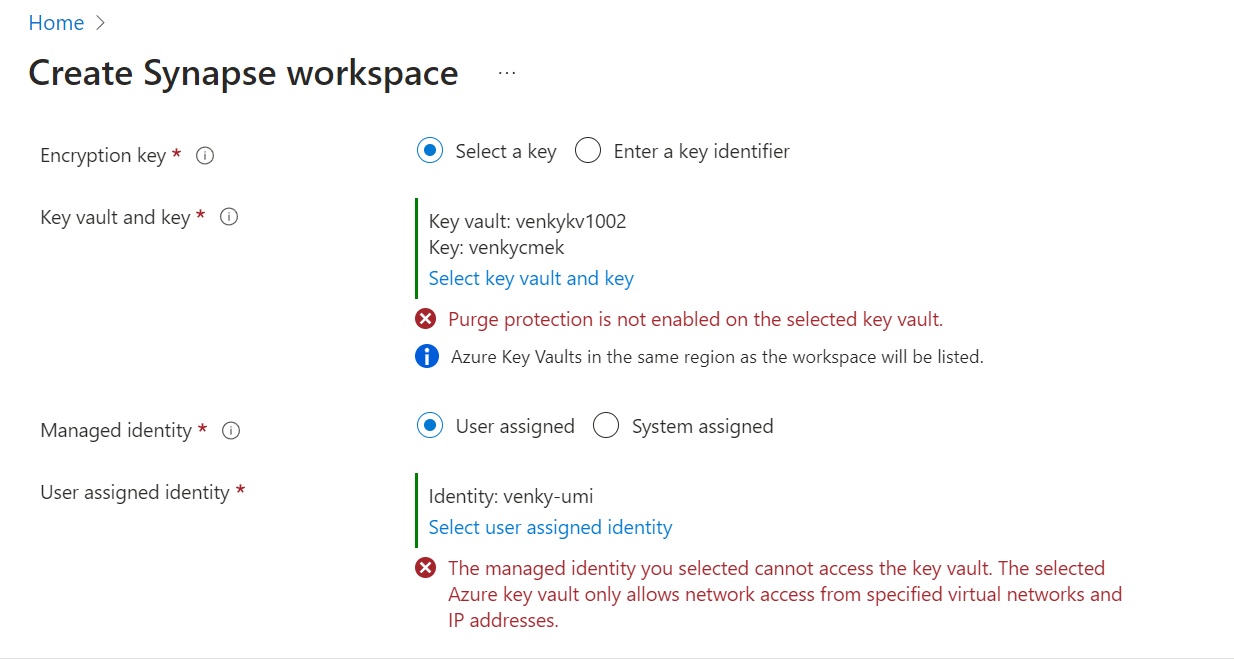 Home >
Create Synapse workspace ...
Encryption key * Select a key Enter a key identifier
Key vault and key * Key vault: venkykv1002
Key: venkycmek
Select key vault and key
Purge protection is not enabled on the selected key vault.
Azure Key Vaults in the same region as the workspace will be listed.
Managed identity * User assigned System assigned
User assigned identity * Identity: venky-umi
Select user assigned identity
The managed identity you selected cannot access the key vault. The selected
Azure key vault only allows network access from specified virtual networks and
IP addresses.